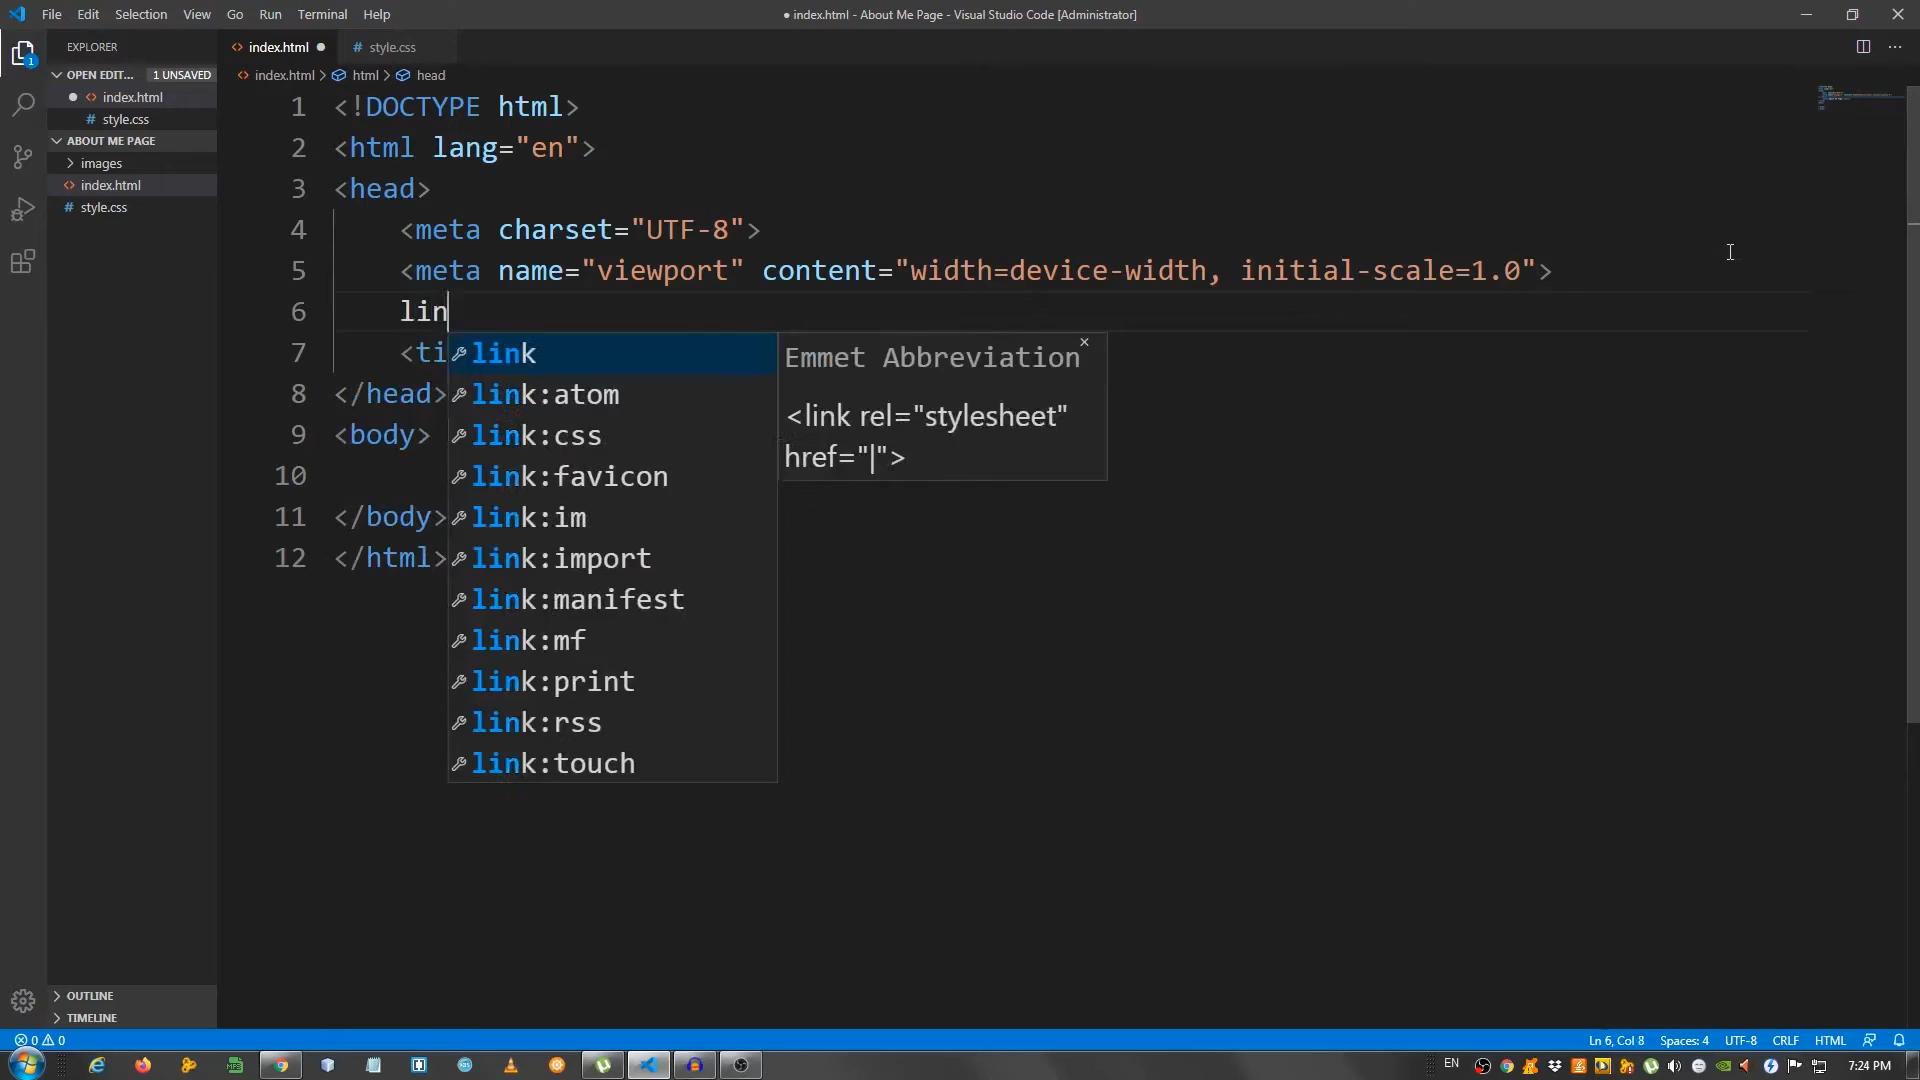 File Edit Selection View Go Run Terminal Help
● index.html - About Me Page - Visual Studio Code [Administrator]
EXPLORER
index.html ●
# style.css
OPEN EDIT... 1 UNSAVED
index.html > html > head
● index.html
# style.css
ABOUT ME PAGE
images
index.html
# style.css
1 <!DOCTYPE html>
2 <html lang="en">
3 <head>
4 <meta charset="UTF-8">
5 <meta name="viewport" content="width=device-width, initial-scale=1.0">
6 lin
7 <ti
8 </head>
9 <body>
10
11 </body>
12 </html>
link
link:atom
link:css
link:favicon
link:im
link:import
link:manifest
link:mf
link:print
link:rss
link:touch
Emmet Abbreviation ×
<link rel="stylesheet"
href="|">
OUTLINE
TIMELINE
0 0
Ln 6, Col 8 Spaces: 4 UTF-8 CRLF HTML
EN
7:24 PM